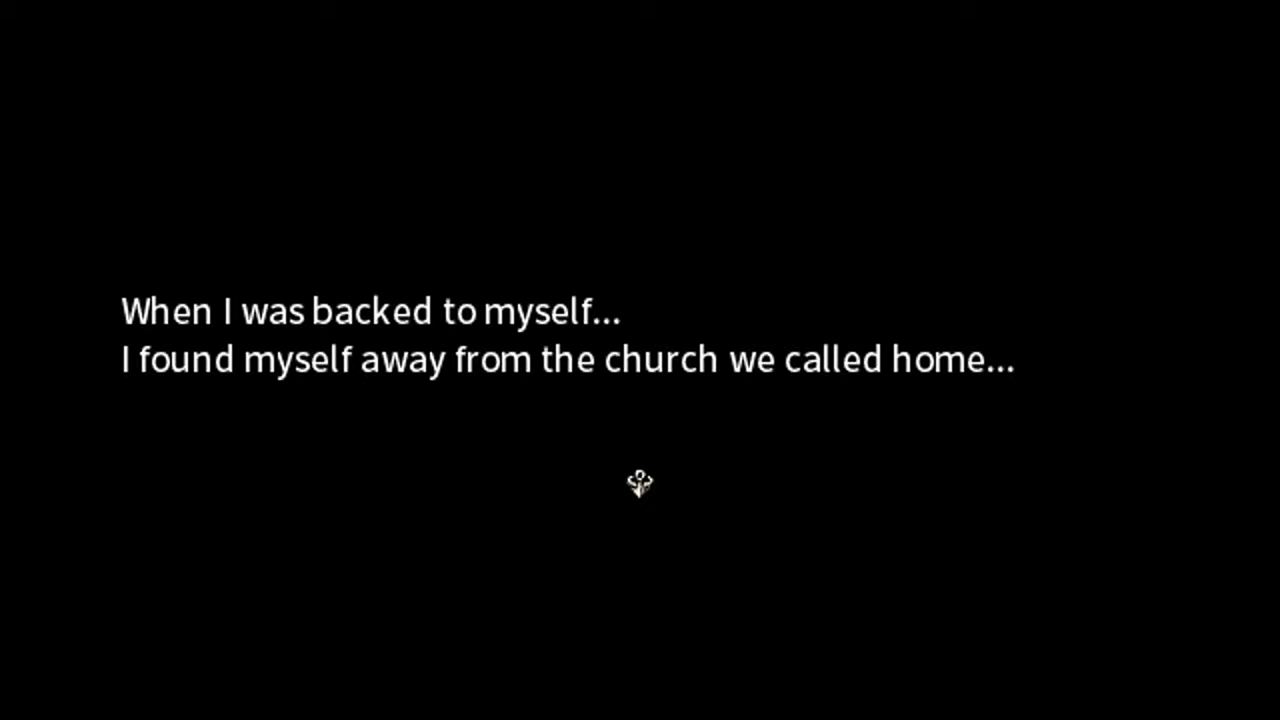 When I was backed to myself...
I found myself away from the church we called home...